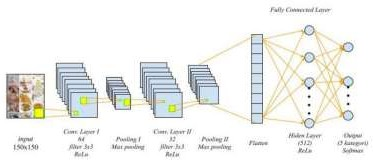 Fully Connected Layer
input
150x150
Conv. Layer I
64
filter 3x3
ReLu
Pooling I
Max pooling
Conv. Layer II
32
filter 3x3
ReLu
Pooling II
Max pooling
Flatten
Hiden Layer
(512)
ReLu
Output
(5 kategori)
Softmax